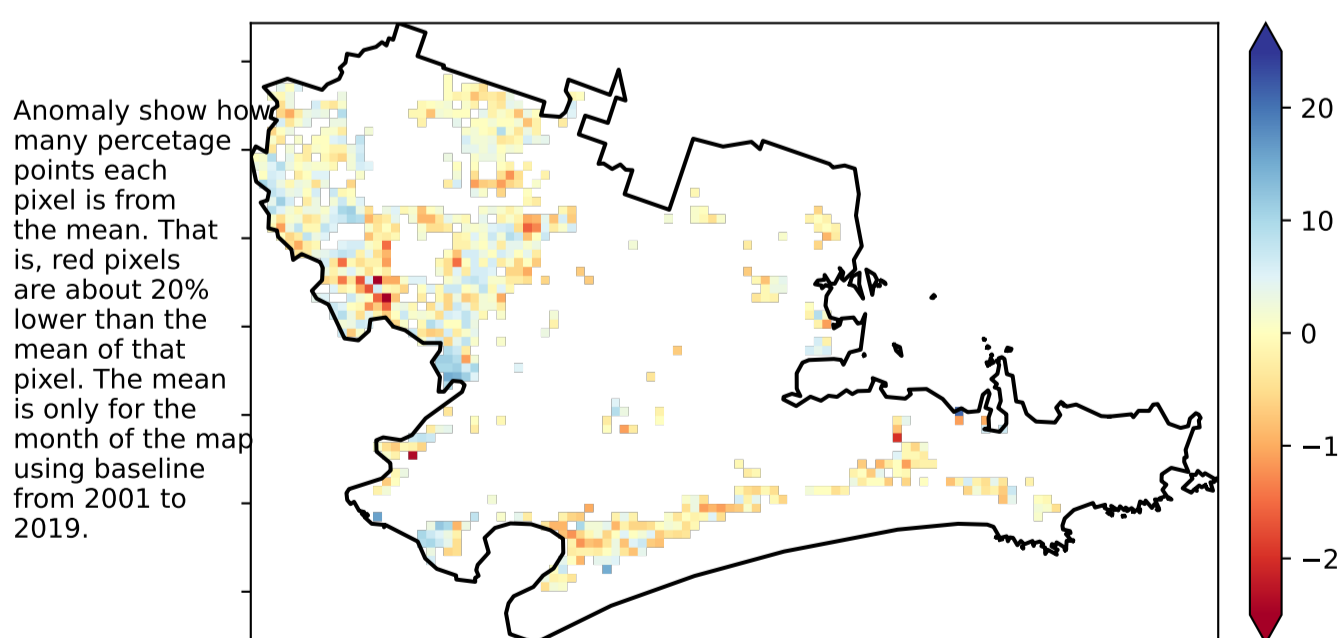 Anomaly show how
many percetage
points each
pixel is from
the mean. That
is, red pixels
are about 20%
lower than the
mean of that
pixel. The mean
is only for the
month of the map
using baseline
from 2001 to
2019.
20
10
0
−1
−2